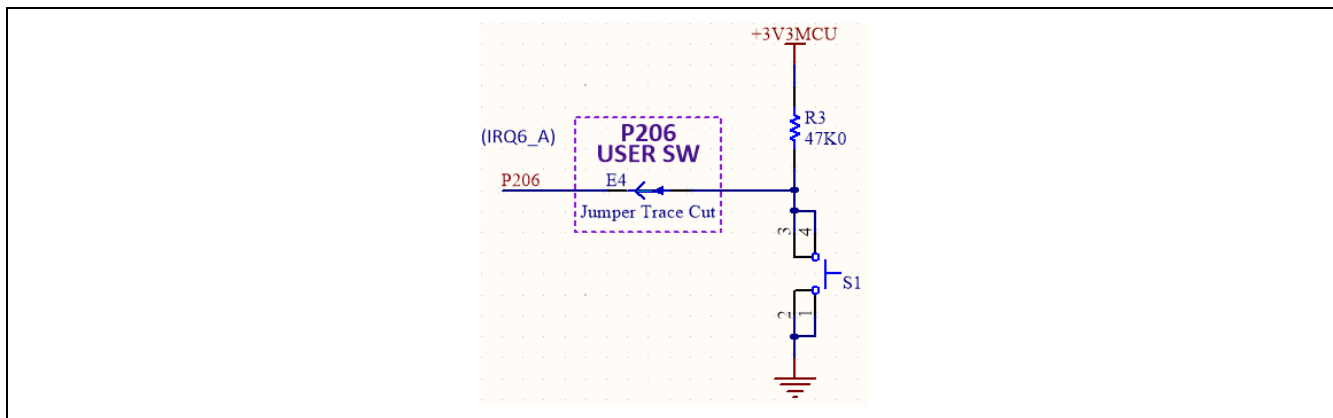 +3V3MCU
R3
47K0
(IRQ6_A)
P206
USER SW
P206
E4
Jumper Trace Cut
3
4
S1
2
1